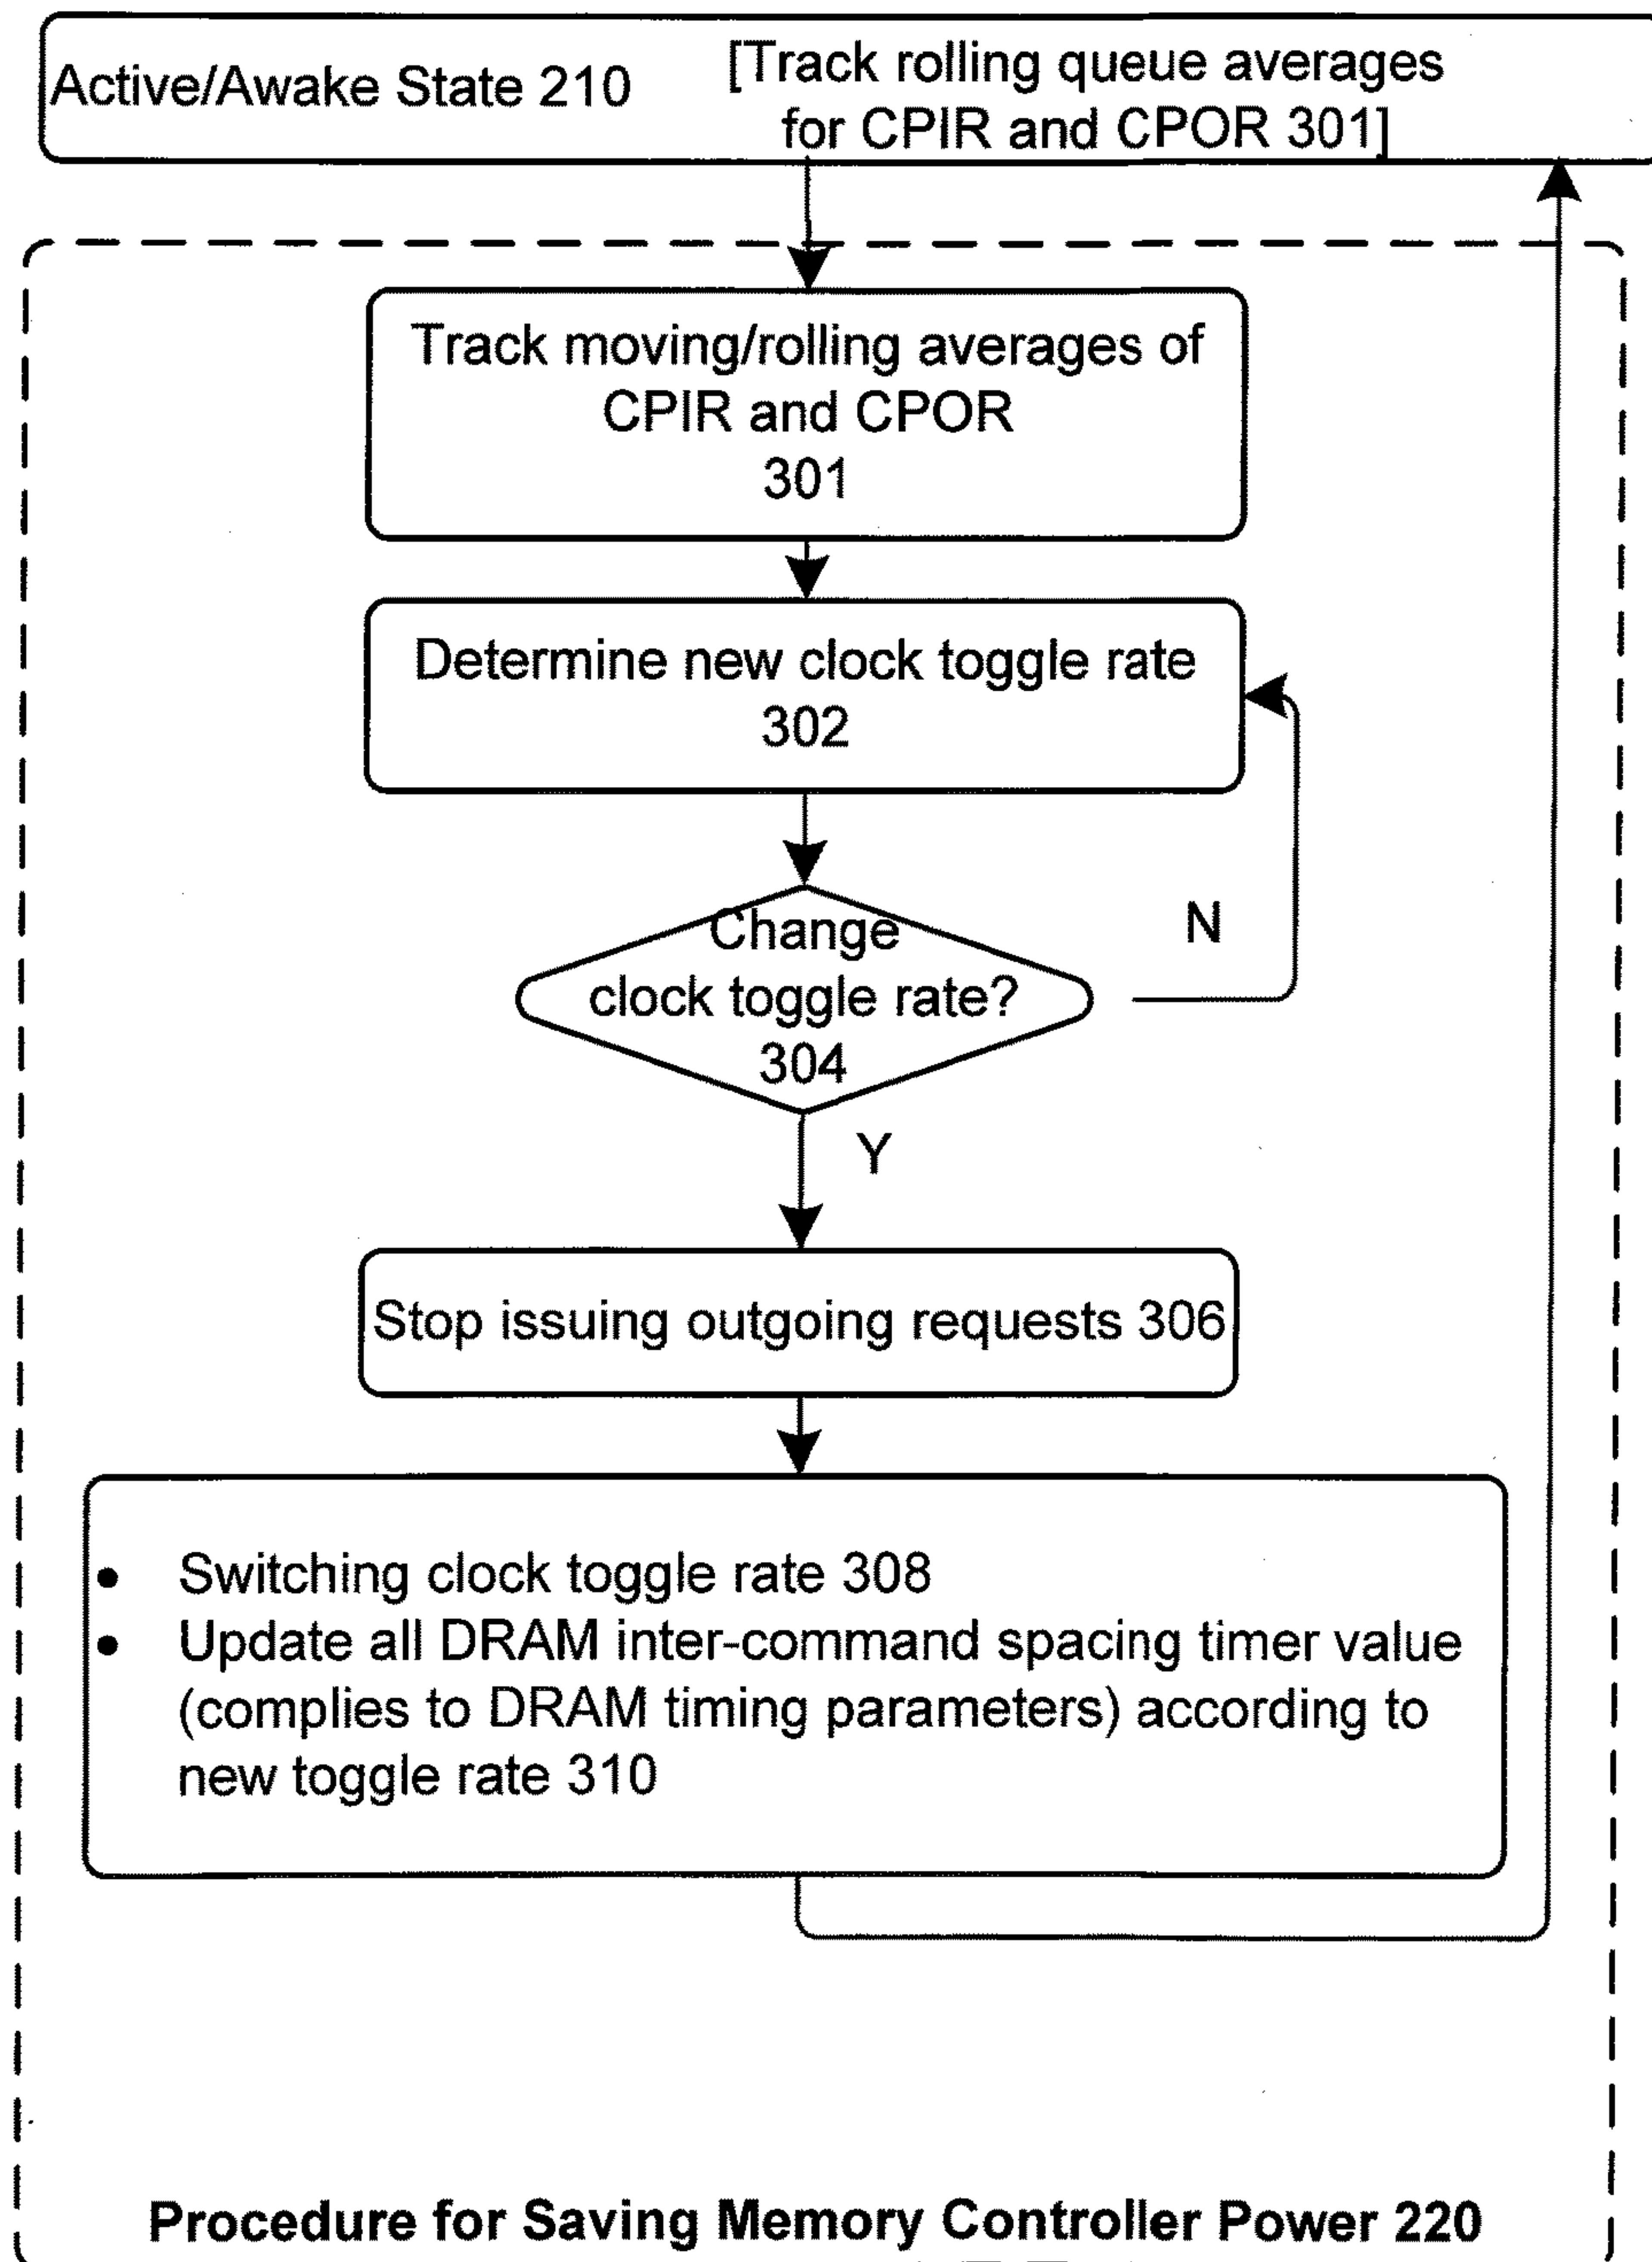 Active/Awake State 210
[Track rolling queue averages
for CPIR and CPOR 301]
Track moving/rolling averages of
CPIR and CPOR
301
Determine new clock toggle rate
302
Change
clock toggle rate?
304
N
Y
Stop issuing outgoing requests 306
• Switching clock toggle rate 308
• Update all DRAM inter-command spacing timer value
(complies to DRAM timing parameters) according to
new toggle rate 310
Procedure for Saving Memory Controller Power 220